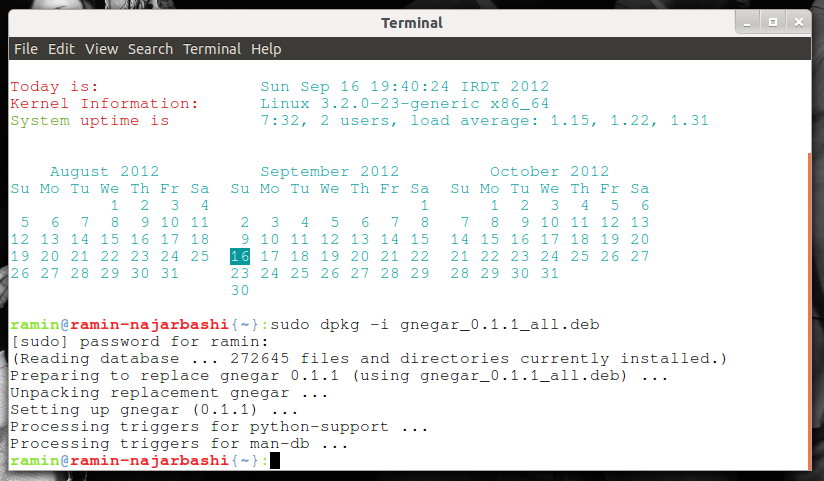 Terminal
File Edit View Search Terminal Help
Today is: Sun Sep 16 19:40:24 IRDT 2012
Kernel Information: Linux 3.2.0-23-generic x86_64
System uptime is 7:32, 2 users, load average: 1.15, 1.22, 1.31
August 2012 September 2012 October 2012
Su Mo Tu We Th Fr Sa Su Mo Tu We Th Fr Sa Su Mo Tu We Th Fr Sa
1 2 3 4 1 1 2 3 4 5 6
5 6 7 8 9 10 11 2 3 4 5 6 7 8 7 8 9 10 11 12 13
12 13 14 15 16 17 18 9 10 11 12 13 14 15 14 15 16 17 18 19 20
19 20 21 22 23 24 25 16 17 18 19 20 21 22 21 22 23 24 25 26 27
26 27 28 29 30 31 23 24 25 26 27 28 29 28 29 30 31
30
ramin@ramin-najarbashi{~}:sudo dpkg -i gnegar_0.1.1_all.deb
[sudo] password for ramin:
(Reading database ... 272645 files and directories currently installed.)
Preparing to replace gnegar 0.1.1 (using gnegar_0.1.1_all.deb) ...
Unpacking replacement gnegar ...
Setting up gnegar (0.1.1) ...
Processing triggers for python-support ...
Processing triggers for man-db ...
ramin@ramin-najarbashi{~}: